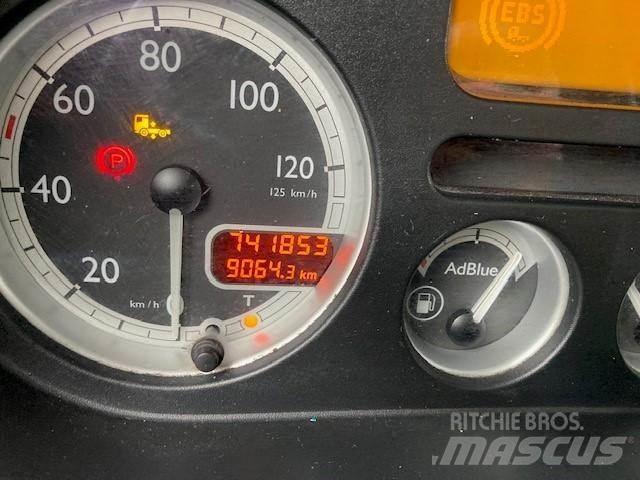 EBS
80
60
100
P
120
125 km/h
40
741853
9064.3 km
20
km/h
T
AdBlue
RITCHIE BROS.
MASCUS